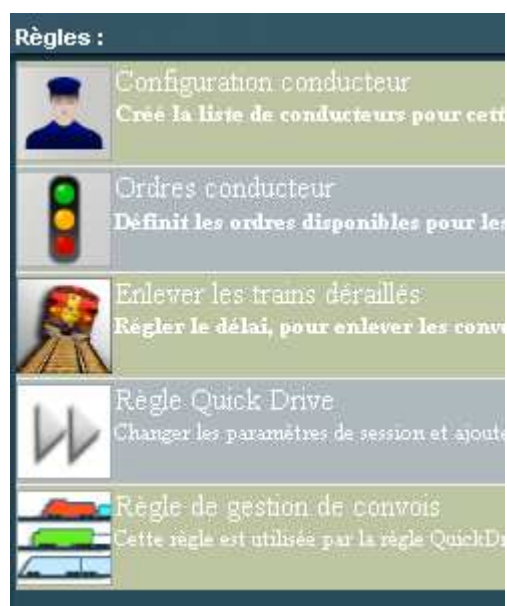 Règles :
Configuration conducteur
Créé la liste de conducteurs pour cett
Ordres conducteur
Définit les ordres disponibles pour les
Enlever les trains déraillés
Régler le délai, pour enlever les conv
Règle Quick Drive
Changer les paramètres de session et ajoute
Règle de gestion de convois
Cette règle est utilisée par la règle QuickDr